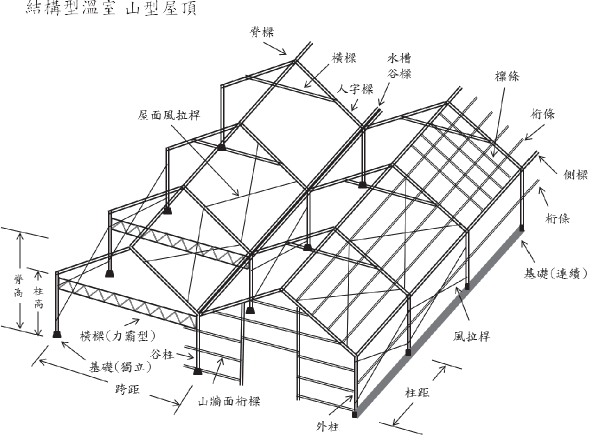 結構型溫室 山型屋頂
脊樑
橫樑
水槽
谷樑
人字樑
檁條
屋面風拉桿
桁條
側樑
桁條
基礎(連續)
脊高
柱高
橫樑(力霸型)
谷柱
風拉桿
基礎(獨立)
跨距
山牆面桁樑
柱距
外柱